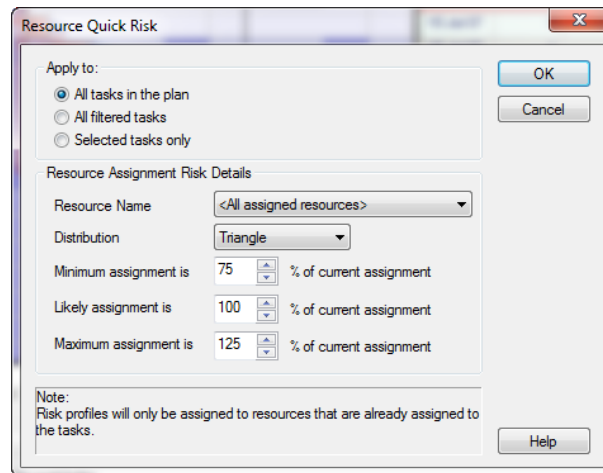 Resource Quick Risk
Apply to:
All tasks in the plan
All filtered tasks
Selected tasks only
OK
Cancel
Resource Assignment Risk Details
Resource Name <All assigned resources>
Distribution Triangle
Minimum assignment is 75 % of current assignment
Likely assignment is 100 % of current assignment
Maximum assignment is 125 % of current assignment
Note:
Risk profiles will only be assigned to resources that are already assigned to
the tasks.
Help